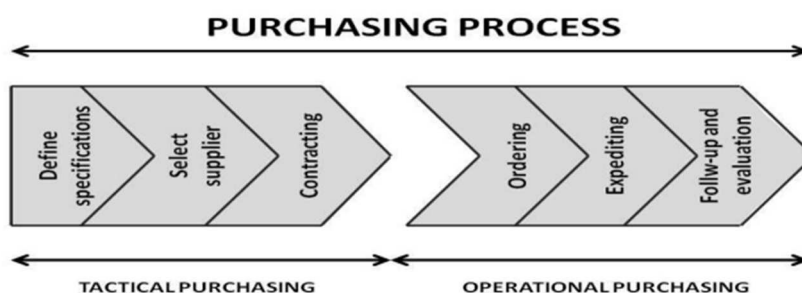 PURCHASING PROCESS
Define
specifications
Select
supplier
Contracting
Ordering
Expediting
Follw-up and
evaluation
TACTICAL PURCHASING
OPERATIONAL PURCHASING